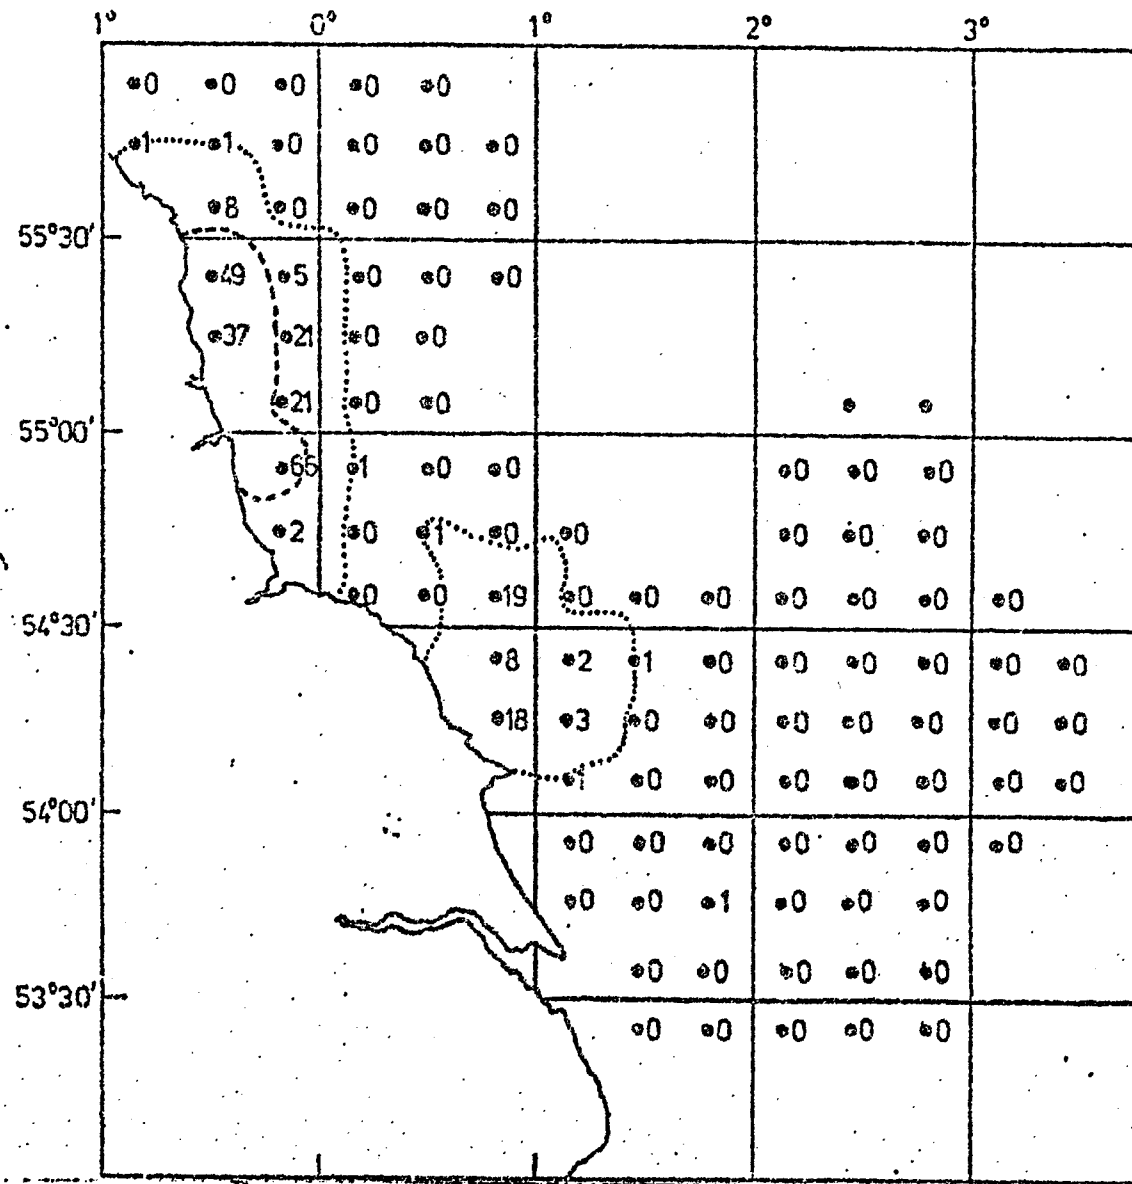 1° 0° 1° 2° 3°
0 0 0 0 0
1 1 0 0 0 0
8 0 0 0 0
55°30'
49 5 0 0 0
37 21 0 0
21 0 0
55°00'
65 1 0 0 0 0 0
2 0 1 0 0 0 0 0
0 0 19 0 0 0 0 0 0 0
54°30'
8 2 1 0 0 0 0 0 0
18 3 0 0 0 0 0 0 0
1 0 0 0 0 0 0 0
54°00'
0 0 0 0 0 0 0
0 0 1 0 0 0
0 0 0 0 0
53°30'
0 0 0 0 0